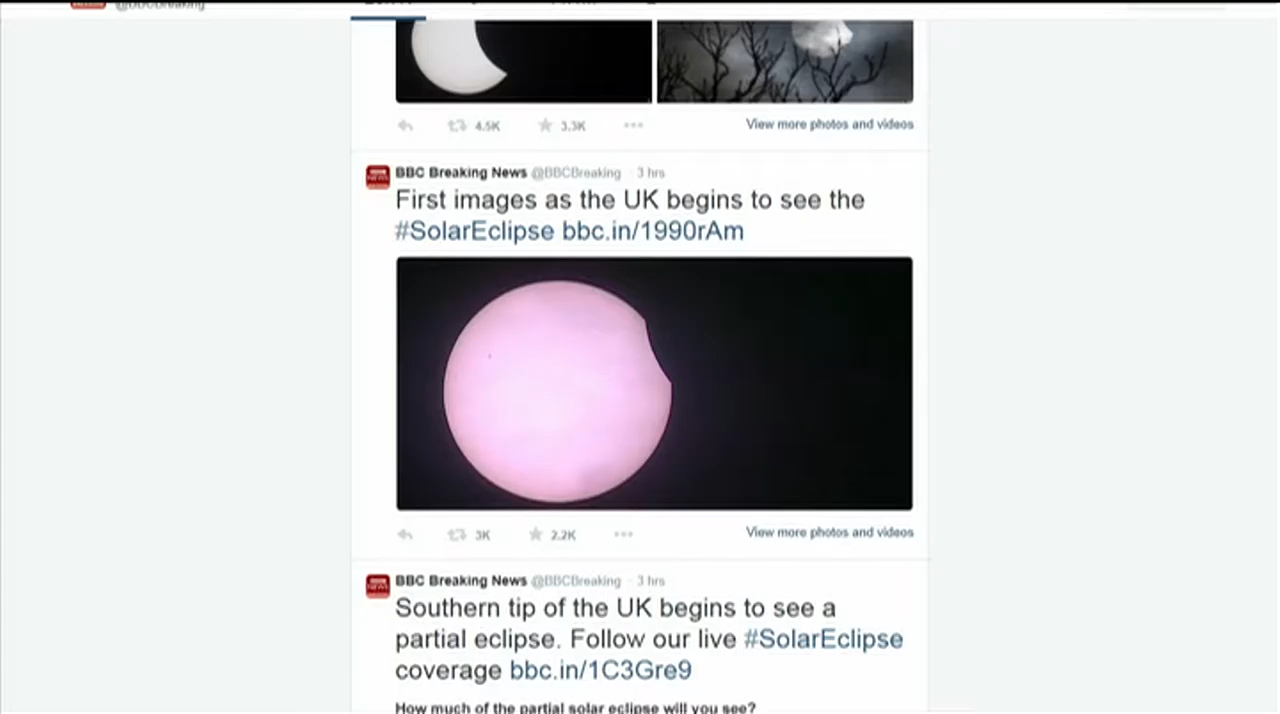 @BBCBreaking
4.5K 3.3K View more photos and videos
BBC Breaking News @BBCBreaking · 3 hrs
First images as the UK begins to see the
#SolarEclipse bbc.in/1990rAm
3K 2.2K View more photos and videos
BBC Breaking News @BBCBreaking · 3 hrs
Southern tip of the UK begins to see a
partial eclipse. Follow our live #SolarEclipse
coverage bbc.in/1C3Gre9
How much of the partial solar eclipse will you see?